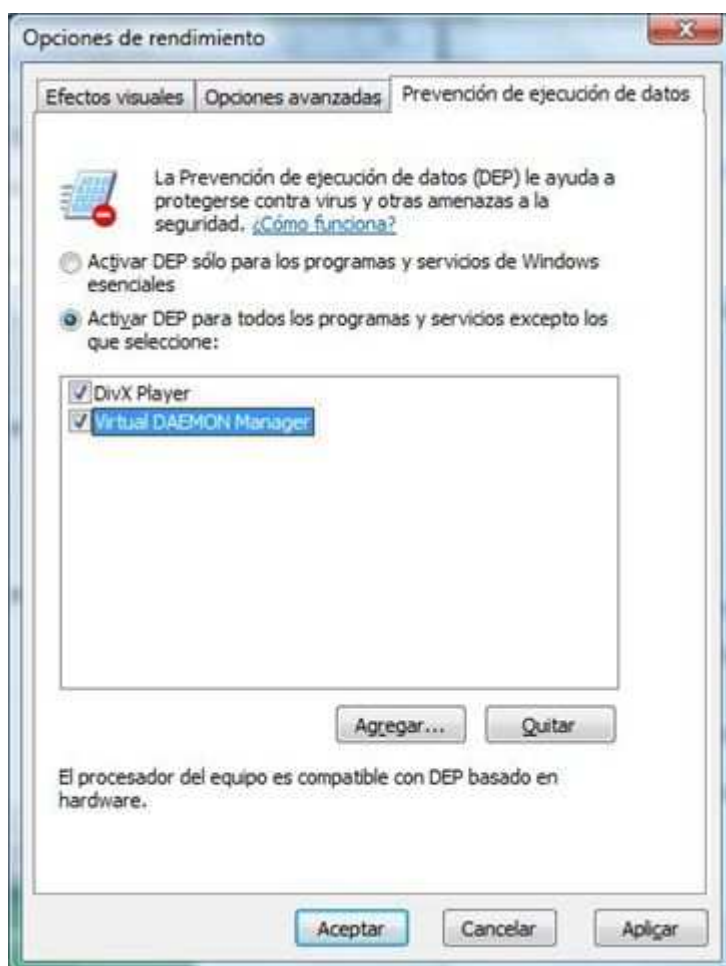 Opciones de rendimiento
Efectos visuales Opciones avanzadas Prevención de ejecución de datos
La Prevención de ejecución de datos (DEP) le ayuda a
protegerse contra virus y otras amenazas a la
seguridad. ¿Cómo funciona?
Activar DEP sólo para los programas y servicios de Windows
esenciales
Activar DEP para todos los programas y servicios excepto los
que seleccione:
DivX Player
Virtual DAEMON Manager
Agregar... Quitar
El procesador del equipo es compatible con DEP basado en
hardware.
Aceptar Cancelar Aplicar